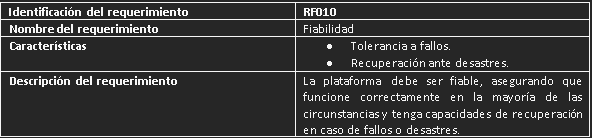 Identificación del requerimiento RF010
Nombre del requerimiento Fiabilidad
Características • Tolerancia a fallos.
• Recuperación ante desastres.
Descripción del requerimiento La plataforma debe ser fiable, asegurando que
funcione correctamente en la mayoría de las
circunstancias y tenga capacidades de recuperación
en caso de fallos o desastres.